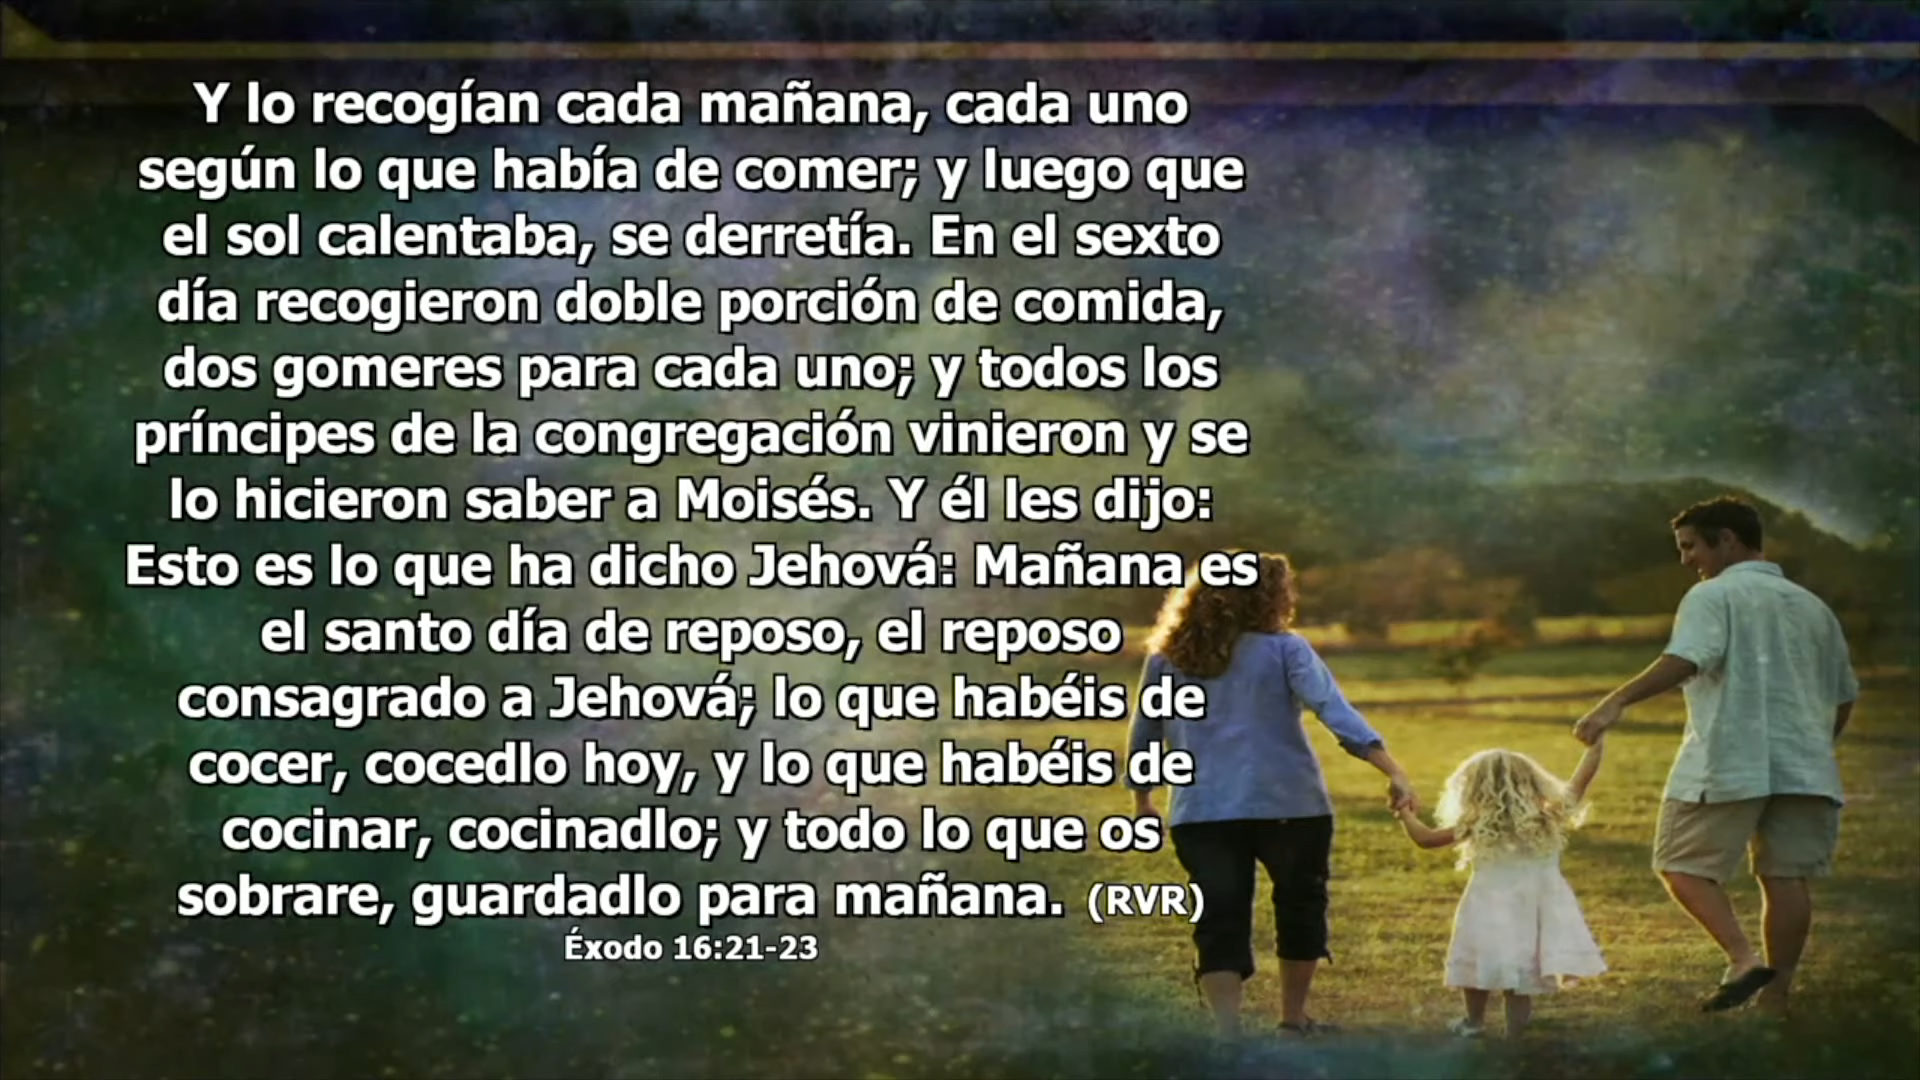 Y lo recogían cada mañana, cada uno
según lo que había de comer; y luego que
el sol calentaba, se derretía. En el sexto
día recogieron doble porción de comida,
dos gomeres para cada uno; y todos los
príncipes de la congregación vinieron y se
lo hicieron saber a Moisés. Y él les dijo:
Esto es lo que ha dicho Jehová: Mañana es
el santo día de reposo, el reposo
consagrado a Jehová; lo que habéis de
cocer, cocedlo hoy, y lo que habéis de
cocinar, cocinadlo; y todo lo que os
sobrare, guardadlo para mañana. (RVR)
Éxodo 16:21-23